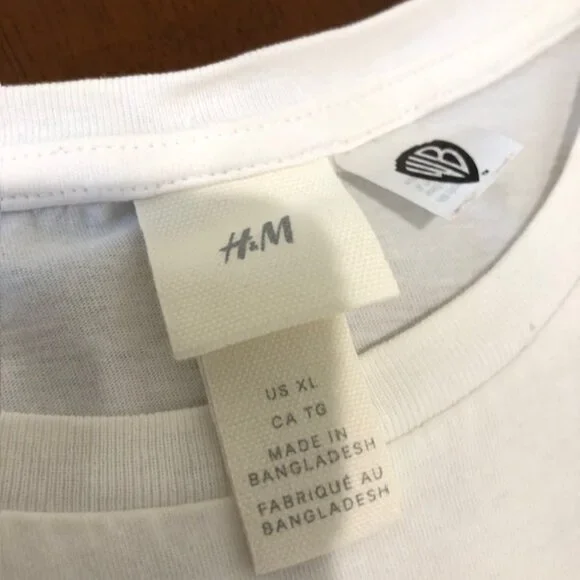 H&M
WB
US XL
CA TG
MADE IN
BANGLADESH
FABRIQUÉ AU
BANGLADESH